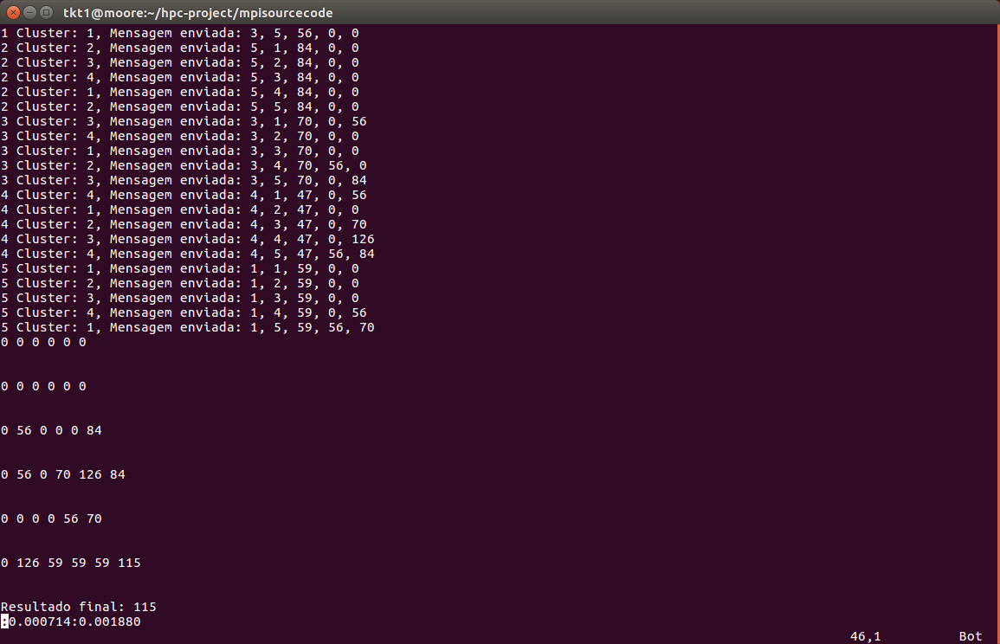 tkt1@moore:~/hpc-project/mpisourcecode
1 Cluster: 1, Mensagem enviada: 3, 5, 56, 0, 0
2 Cluster: 2, Mensagem enviada: 5, 1, 84, 0, 0
2 Cluster: 3, Mensagem enviada: 5, 2, 84, 0, 0
2 Cluster: 4, Mensagem enviada: 5, 3, 84, 0, 0
2 Cluster: 1, Mensagem enviada: 5, 4, 84, 0, 0
2 Cluster: 2, Mensagem enviada: 5, 5, 84, 0, 0
3 Cluster: 3, Mensagem enviada: 3, 1, 70, 0, 56
3 Cluster: 4, Mensagem enviada: 3, 2, 70, 0, 0
3 Cluster: 1, Mensagem enviada: 3, 3, 70, 0, 0
3 Cluster: 2, Mensagem enviada: 3, 4, 70, 56, 0
3 Cluster: 3, Mensagem enviada: 3, 5, 70, 0, 84
4 Cluster: 4, Mensagem enviada: 4, 1, 47, 0, 56
4 Cluster: 1, Mensagem enviada: 4, 2, 47, 0, 0
4 Cluster: 2, Mensagem enviada: 4, 3, 47, 0, 70
4 Cluster: 3, Mensagem enviada: 4, 4, 47, 0, 126
4 Cluster: 4, Mensagem enviada: 4, 5, 47, 56, 84
5 Cluster: 1, Mensagem enviada: 1, 1, 59, 0, 0
5 Cluster: 2, Mensagem enviada: 1, 2, 59, 0, 0
5 Cluster: 3, Mensagem enviada: 1, 3, 59, 0, 0
5 Cluster: 4, Mensagem enviada: 1, 4, 59, 0, 56
5 Cluster: 1, Mensagem enviada: 1, 5, 59, 56, 70
0 0 0 0 0 0
0 0 0 0 0 0
0 56 0 0 0 84
0 56 0 70 126 84
0 0 0 0 56 70
0 126 59 59 59 115
Resultado final: 115
:0.000714:0.001880
46,1 Bot